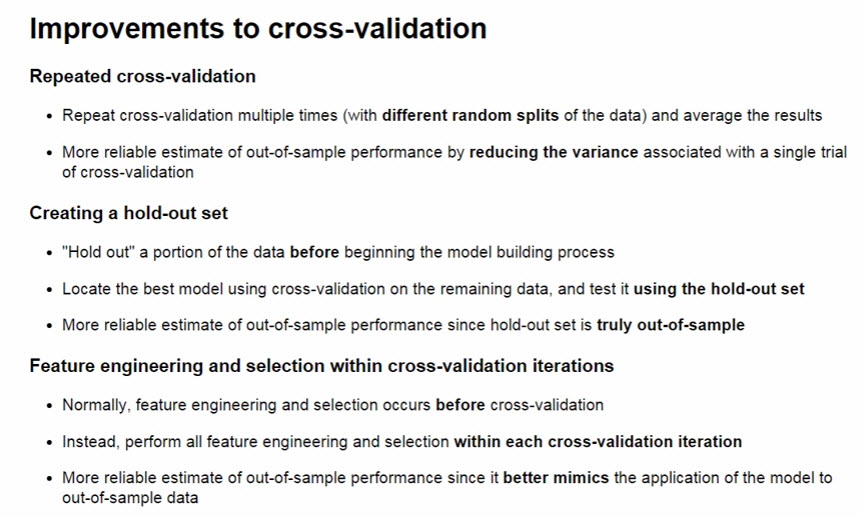 Improvements to cross-validation
Repeated cross-validation
• Repeat cross-validation multiple times (with different random splits of the data) and average the results
• More reliable estimate of out-of-sample performance by reducing the variance associated with a single trial
of cross-validation
Creating a hold-out set
• "Hold out" a portion of the data before beginning the model building process
• Locate the best model using cross-validation on the remaining data, and test it using the hold-out set
• More reliable estimate of out-of-sample performance since hold-out set is truly out-of-sample
Feature engineering and selection within cross-validation iterations
• Normally, feature engineering and selection occurs before cross-validation
• Instead, perform all feature engineering and selection within each cross-validation iteration
• More reliable estimate of out-of-sample performance since it better mimics the application of the model to
out-of-sample data